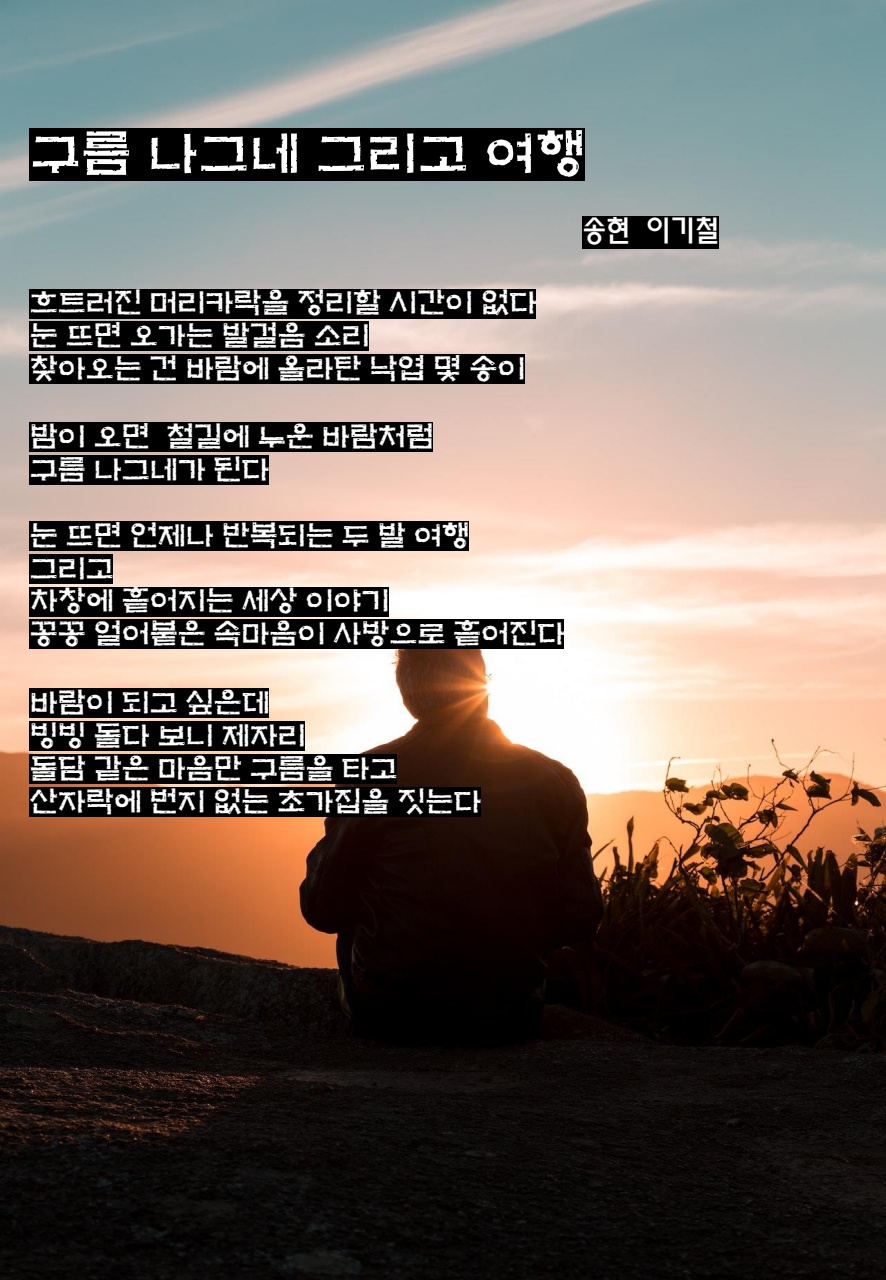 구름 나그네 그리고 여행
송현 이기철
흐트러진 머리카락을 정리할 시간이 없다
눈 뜨면 오가는 발걸음 소리
찾아오는 건 바람에 올라탄 낙엽 몇 송이
밤이 오면 철길에 누운 바람처럼
구름 나그네가 된다
눈 뜨면 언제나 반복되는 두 발 여행
그리고
차창에 흩어지는 세상 이야기
꽁꽁 얼어붙은 속마음이 사방으로 흩어진다
바람이 되고 싶은데
빙빙 돌다 보니 제자리
돌담 같은 마음만 구름을 타고
산자락에 번지 없는 초가집을 짓는다